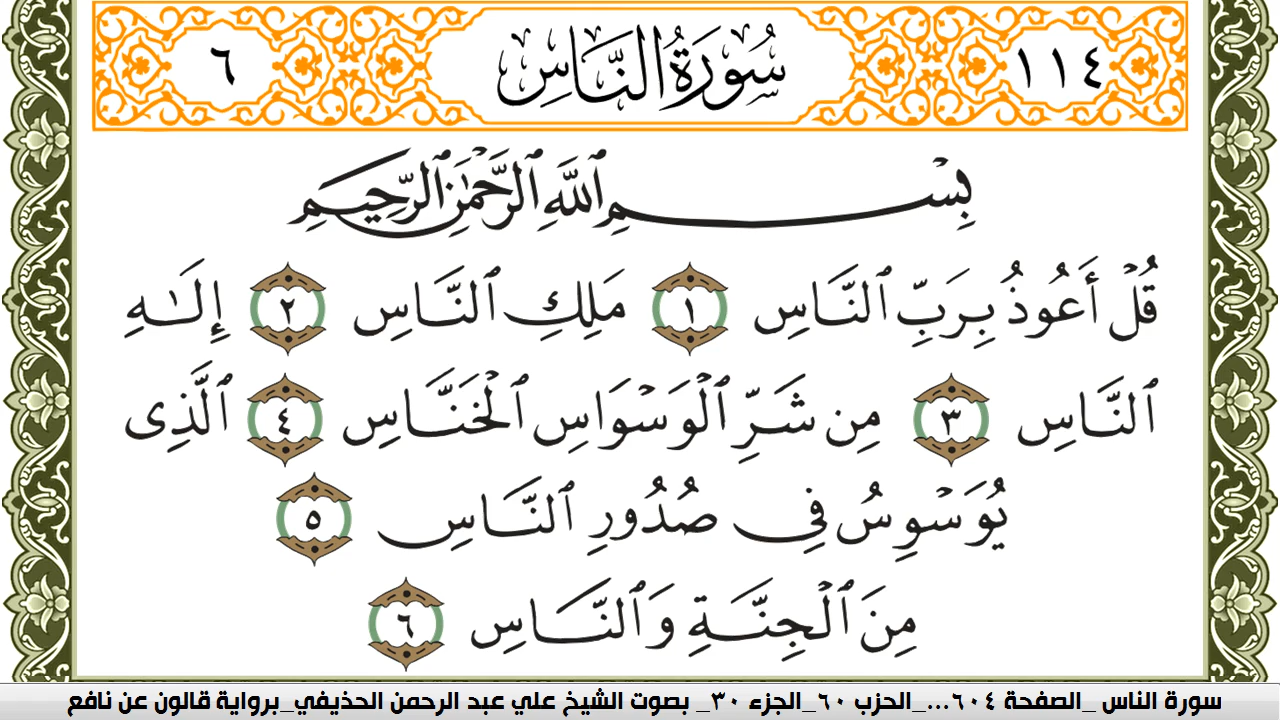 ١١٤ سُورَةُ النَّاسِ ٦
بِسْمِ ٱللَّهِ ٱلرَّحْمَٰنِ ٱلرَّحِيمِ
قُلْ أَعُوذُ بِرَبِّ ٱلنَّاسِ ١ مَلِكِ ٱلنَّاسِ ٢ إِلَٰهِ
ٱلنَّاسِ ٣ مِن شَرِّ ٱلْوَسْوَاسِ ٱلْخَنَّاسِ ٤ ٱلَّذِى
يُوَسْوِسُ فِى صُدُورِ ٱلنَّاسِ ٥
مِنَ ٱلْجِنَّةِ وَٱلنَّاسِ ٦
سورة الناس _الصفحة ٦٠٤..._الحزب ٦٠_الجزء ٣٠_ بصوت الشيخ علي عبد الرحمن الحذيفي_برواية قالون عن نافع